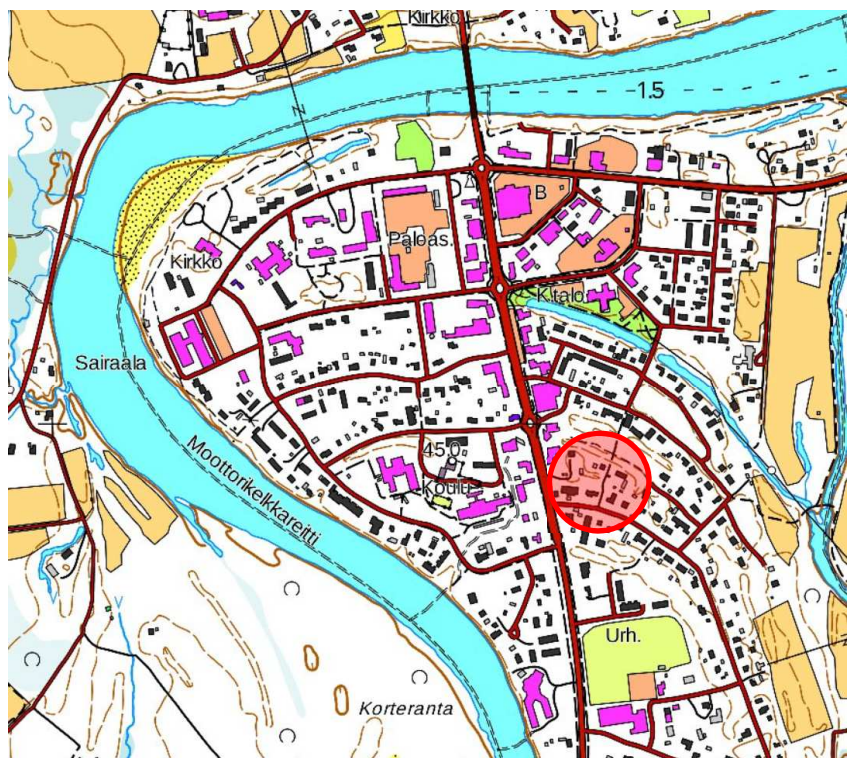 Kirkko
1.5
B
Paloas.
Kirkko
K.talo
Sairaala
Moottorikelkkareitti
45.0
Koulu
Urh.
Korteranta